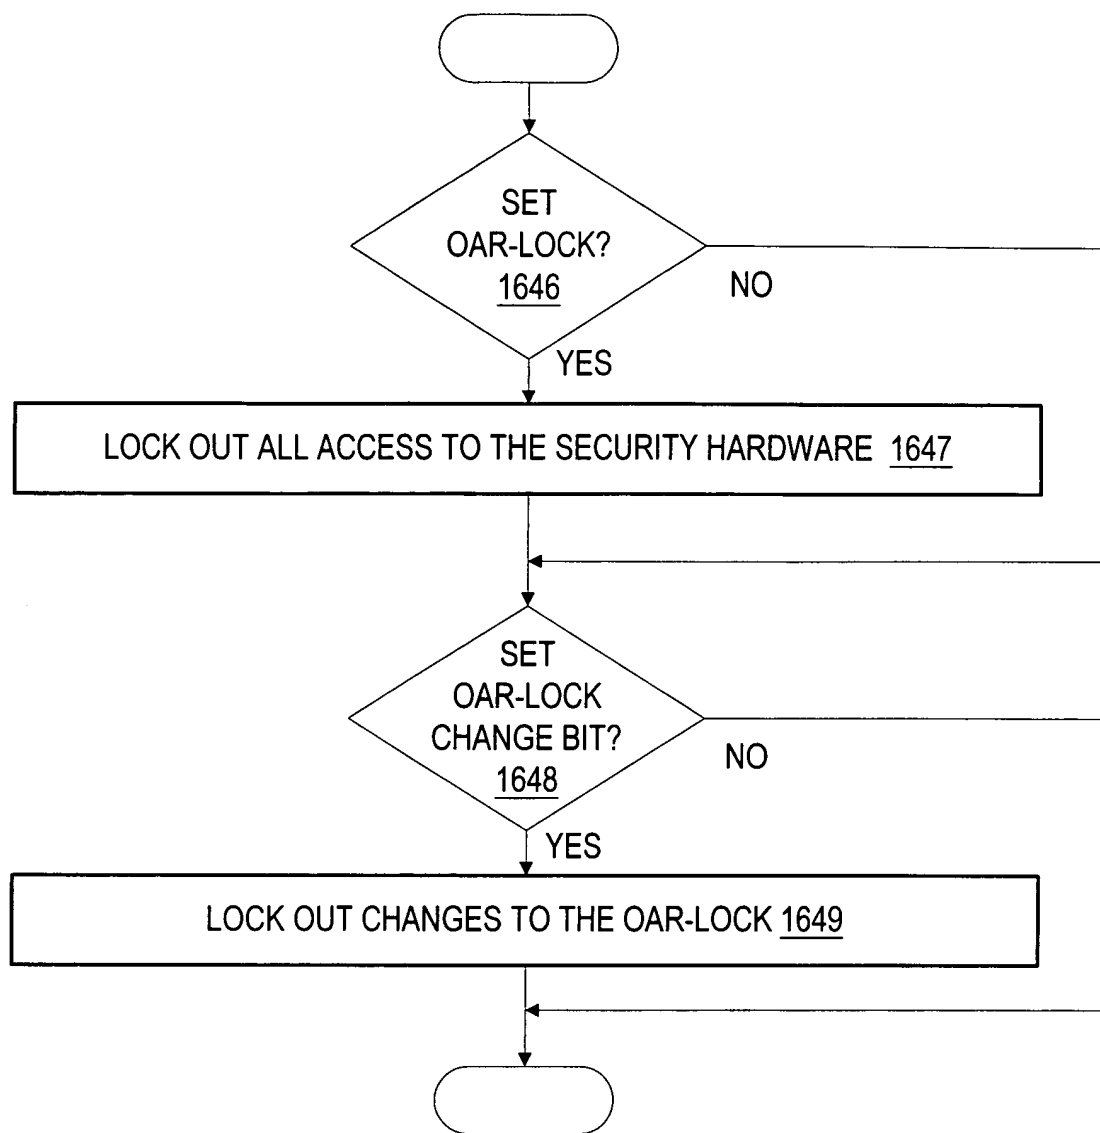 SET
OAR-LOCK?
1646
NO
YES
LOCK OUT ALL ACCESS TO THE SECURITY HARDWARE 1647
SET
OAR-LOCK
CHANGE BIT?
1648
NO
YES
LOCK OUT CHANGES TO THE OAR-LOCK 1649